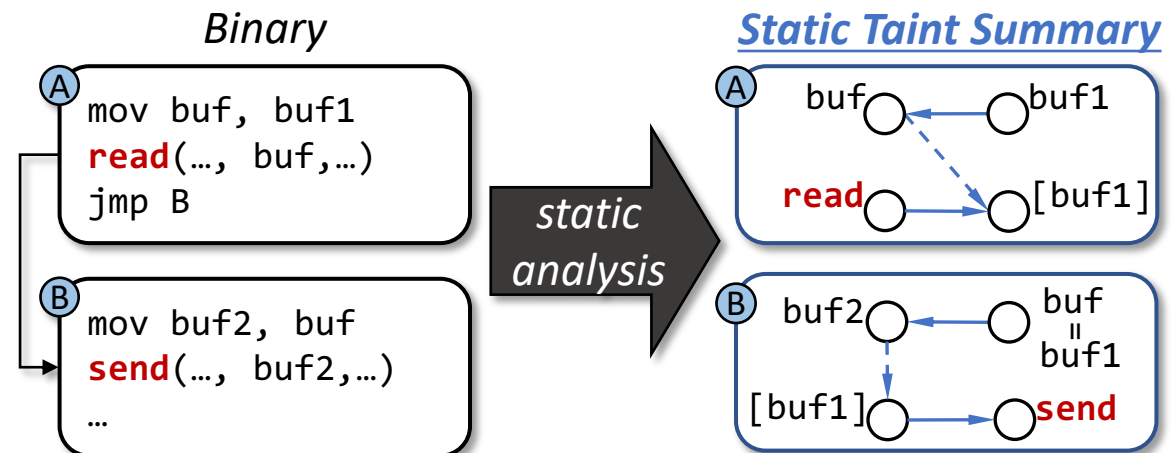 Binary
A
mov buf, buf1
read(…, buf,…)
jmp B
B
mov buf2, buf
send(…, buf2,…)
…
static
analysis
Static Taint Summary
A
buf
buf1
read
[buf1]
B
buf2
buf
=
buf1
[buf1]
send